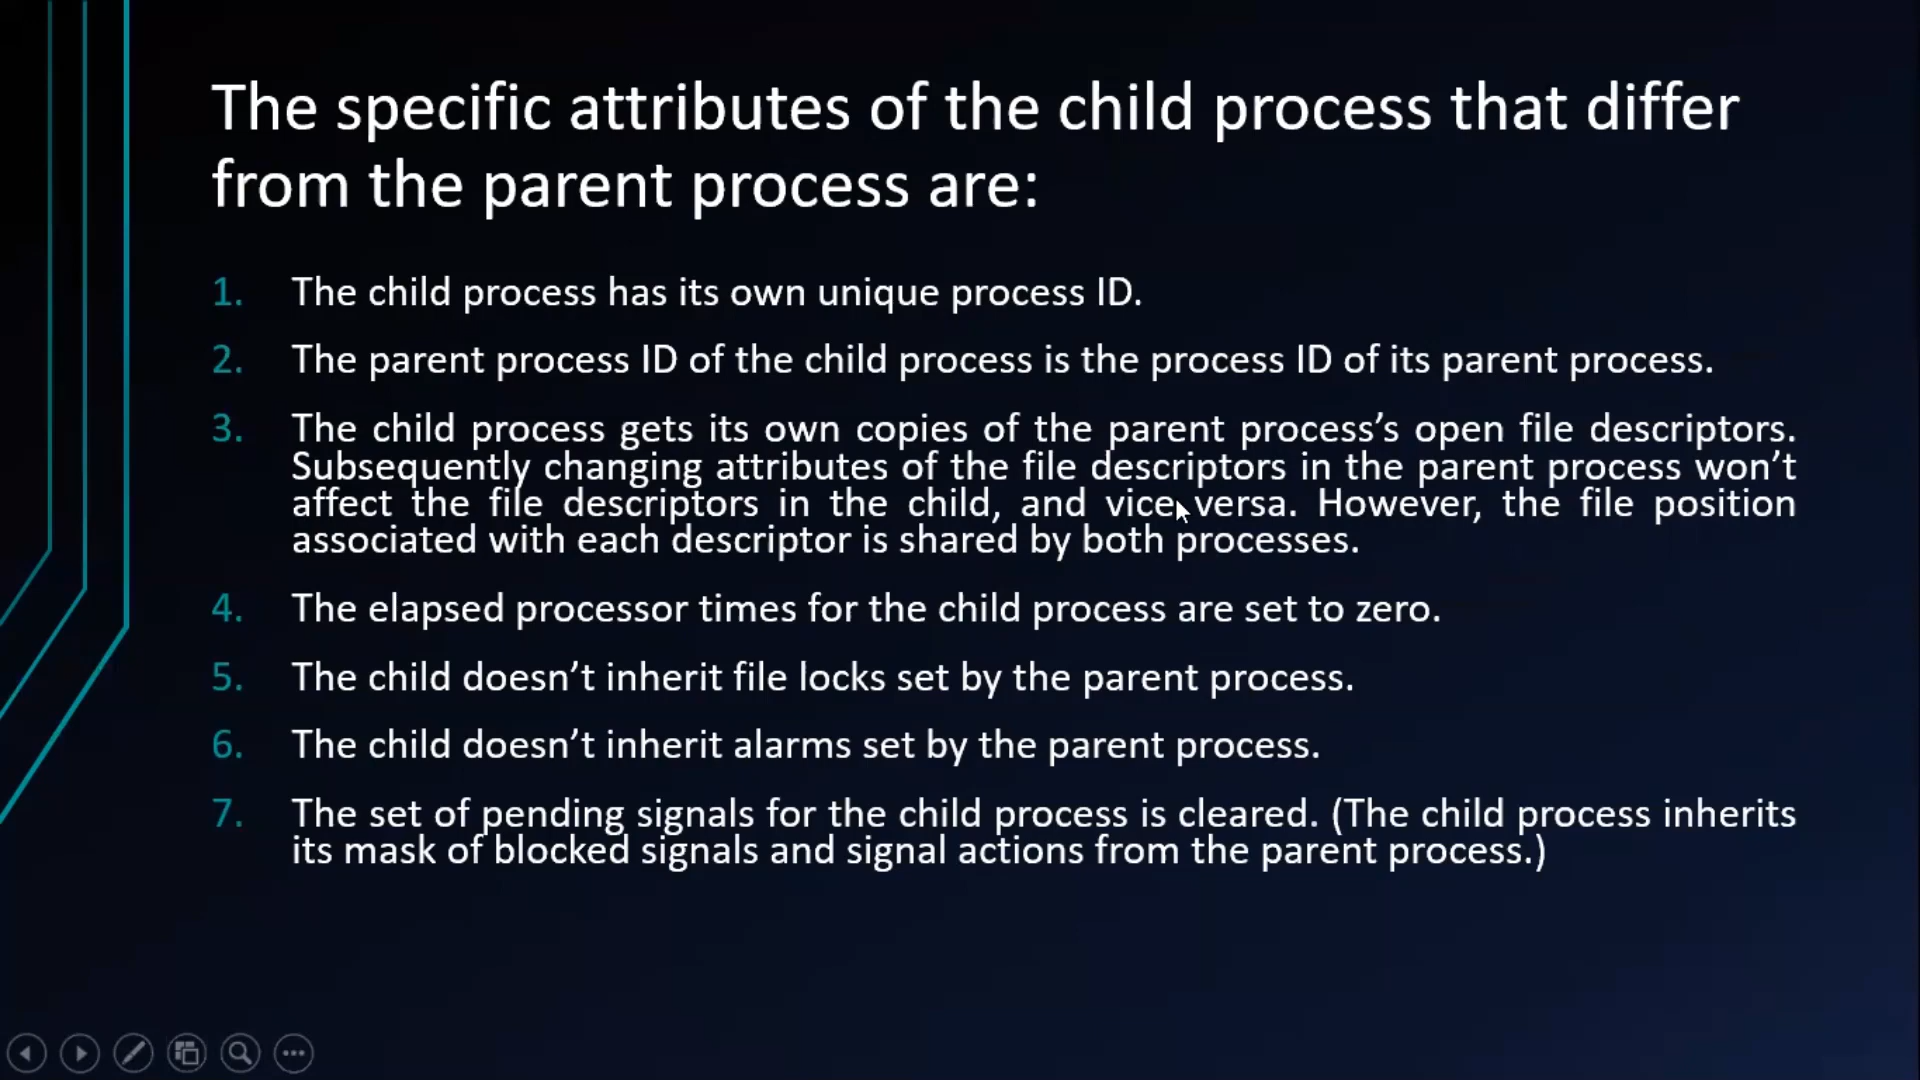 The specific attributes of the child process that differ
from the parent process are:
1. The child process has its own unique process ID.
2. The parent process ID of the child process is the process ID of its parent process.
3. The child process gets its own copies of the parent process’s open file descriptors.
Subsequently changing attributes of the file descriptors in the parent process won’t
affect the file descriptors in the child, and vice versa. However, the file position
associated with each descriptor is shared by both processes.
4. The elapsed processor times for the child process are set to zero.
5. The child doesn’t inherit file locks set by the parent process.
6. The child doesn’t inherit alarms set by the parent process.
7. The set of pending signals for the child process is cleared. (The child process inherits
its mask of blocked signals and signal actions from the parent process.)